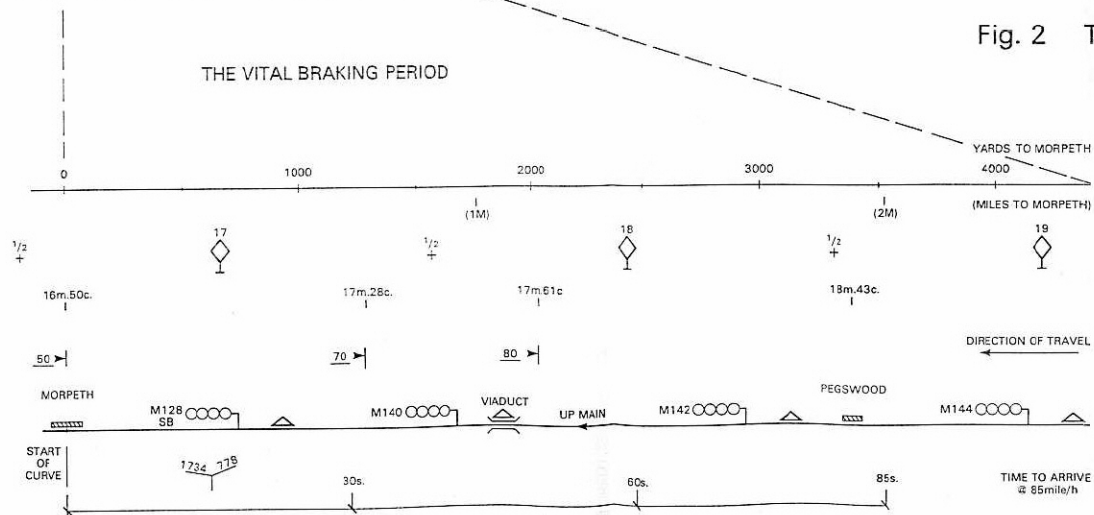 Fig. 2 T
THE VITAL BRAKING PERIOD
YARDS TO MORPETH
0 1000 2000 3000 4000
(1M) (2M) (MILES TO MORPETH)
1/2 17 1/2 18 1/2 19
16m.50c. 17m.28c. 17m.61c 18m.43c.
50 70 80 DIRECTION OF TRAVEL
MORPETH VIADUCT PEGSWOOD
M128 M140 M142 M144
SB UP MAIN
START
OF
CURVE
1734 778
30s. 60s. 85s.
TIME TO ARRIVE
@ 85mile/h